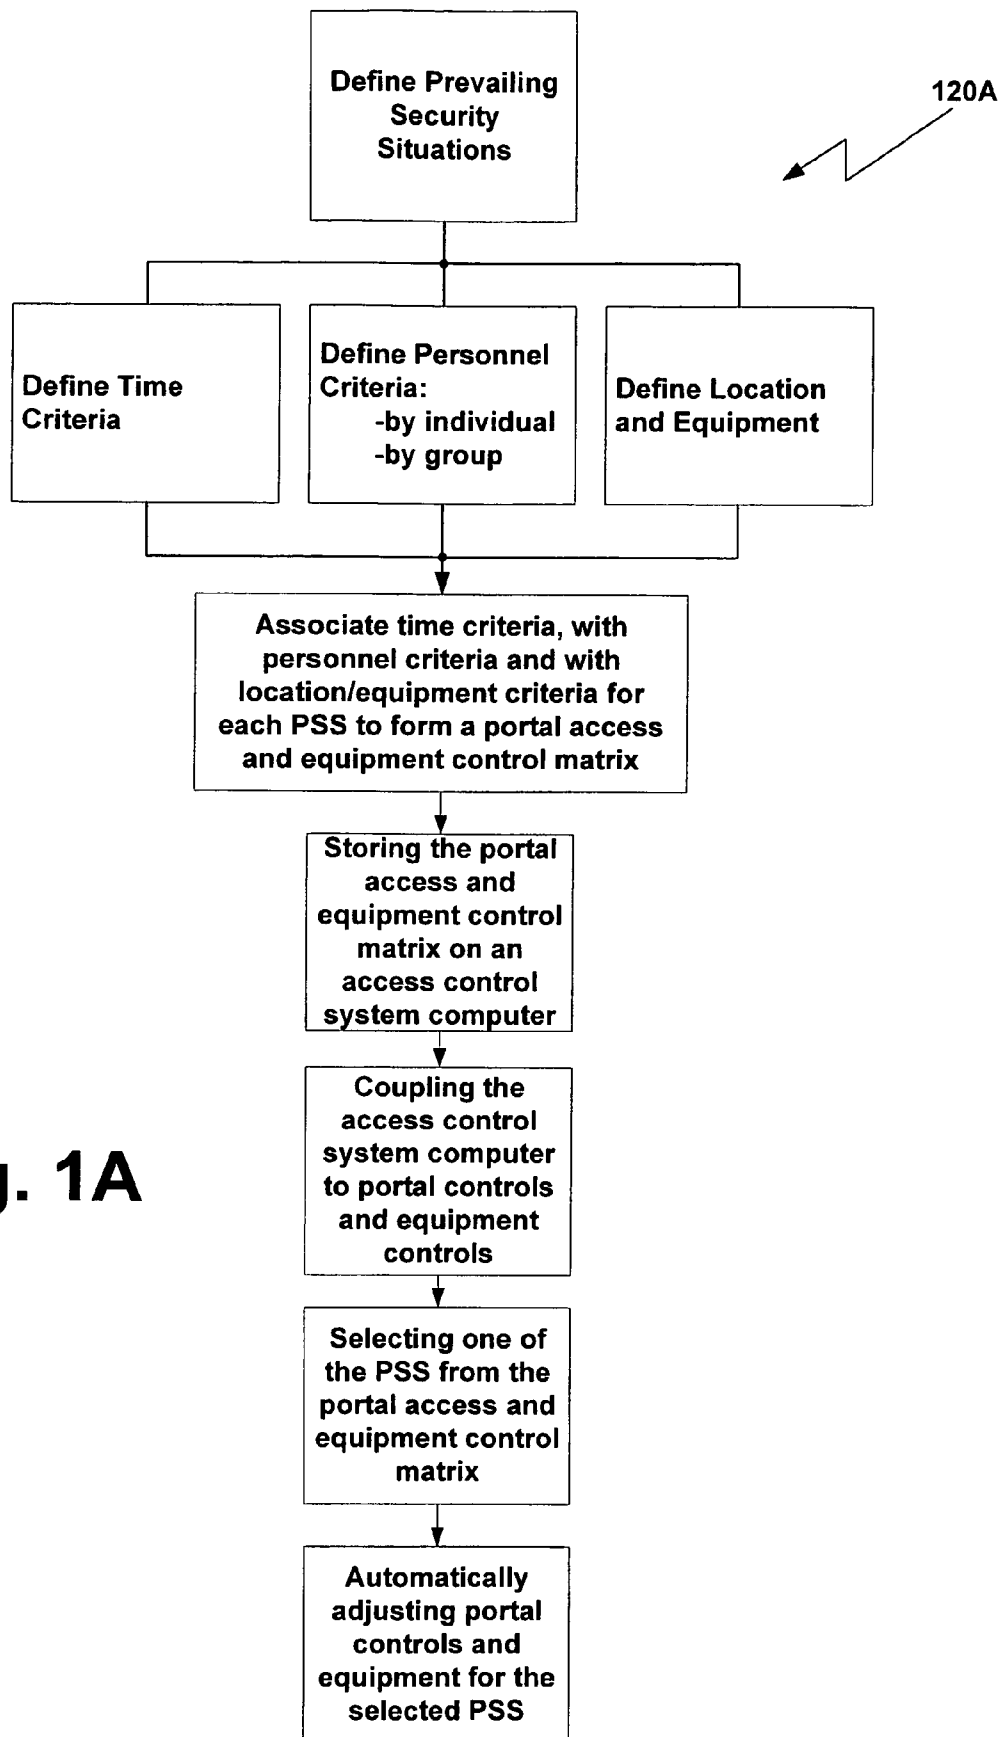 Define Prevailing
Security
Situations
120A
Define Time
Criteria
Define Personnel
Criteria:
-by individual
-by group
Define Location
and Equipment
Associate time criteria, with
personnel criteria and with
location/equipment criteria for
each PSS to form a portal access
and equipment control matrix
Storing the portal
access and
equipment control
matrix on an
access control
system computer
Coupling the
access control
system computer
to portal controls
and equipment
controls
g. 1A
Selecting one of
the PSS from the
portal access and
equipment control
matrix
Automatically
adjusting portal
controls and
equipment for the
selected PSS